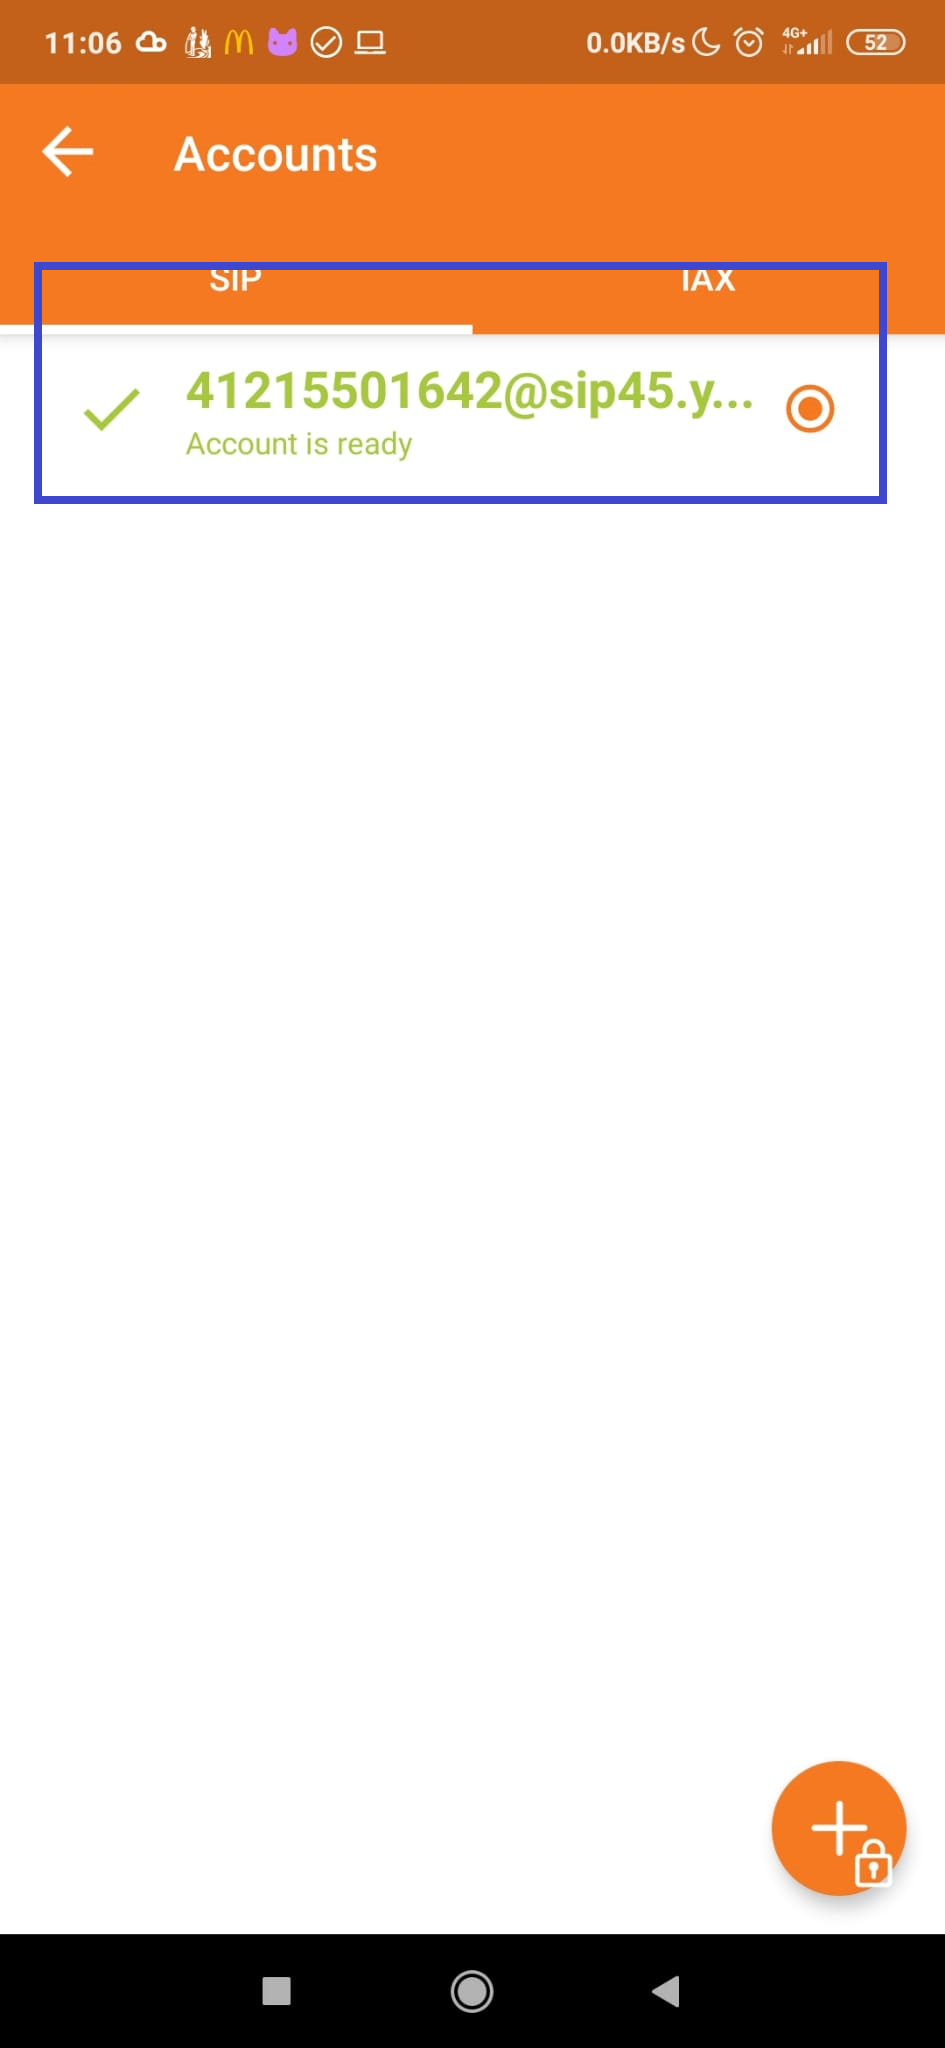 11:06 0.0KB/s 4G+ 52
Accounts
SIP IAX
41215501642@sip45.y...
Account is ready